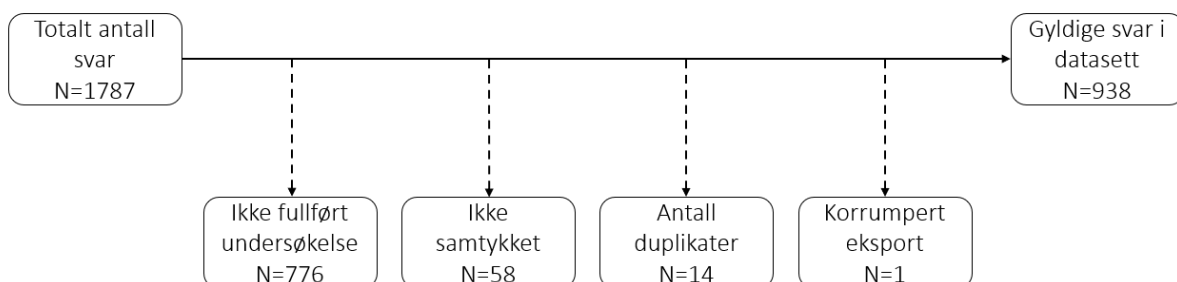 Totalt antall
svar
N=1787
Gyldige svar i
datasett
N=938
Ikke fullført
undersøkelse
N=776
Ikke
samtykket
N=58
Antall
duplikater
N=14
Korrumpert
eksport
N=1